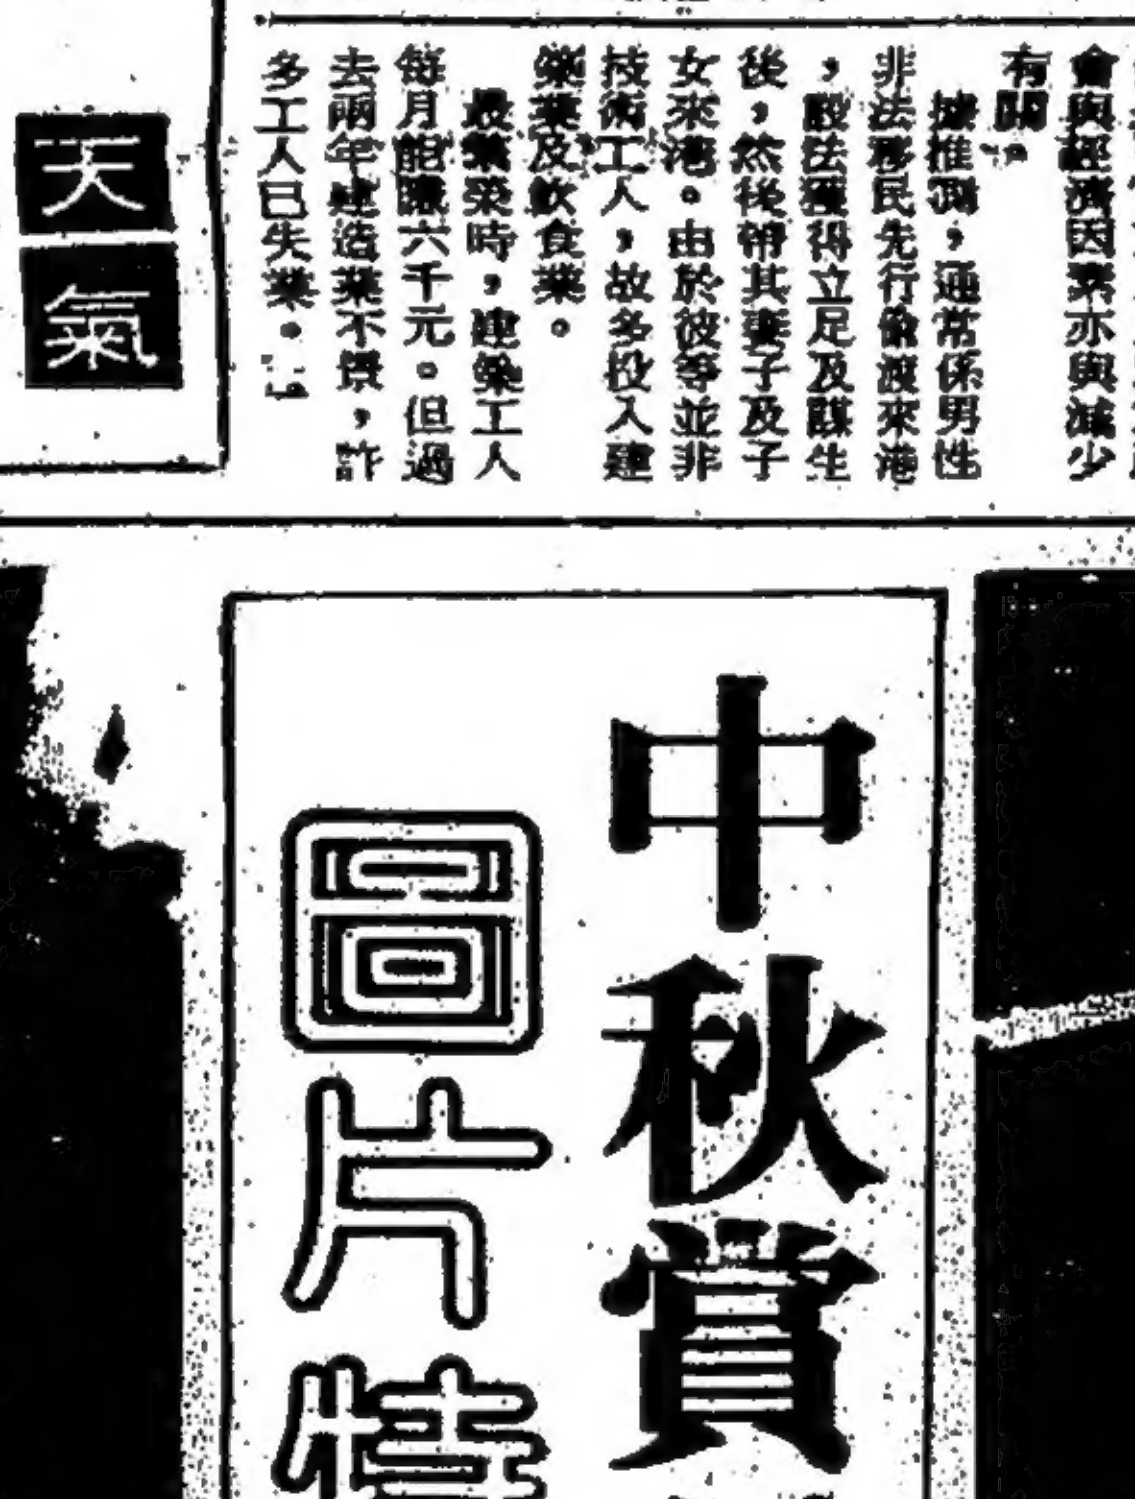 會與經濟因素亦與減少
有關。
據推測，通常係男性
非法移民先行偷渡來港
，設法獲得立足及謀生
後，然後帶其妻子及子
女來港。由於彼等並非
技術工人，故多投入建
築業及飲食業。
最繁榮時，建築工人
每月能賺六千元。但過
去兩年建造業不景，許
多工人已失業。
天氣
中秋賞
圖片特